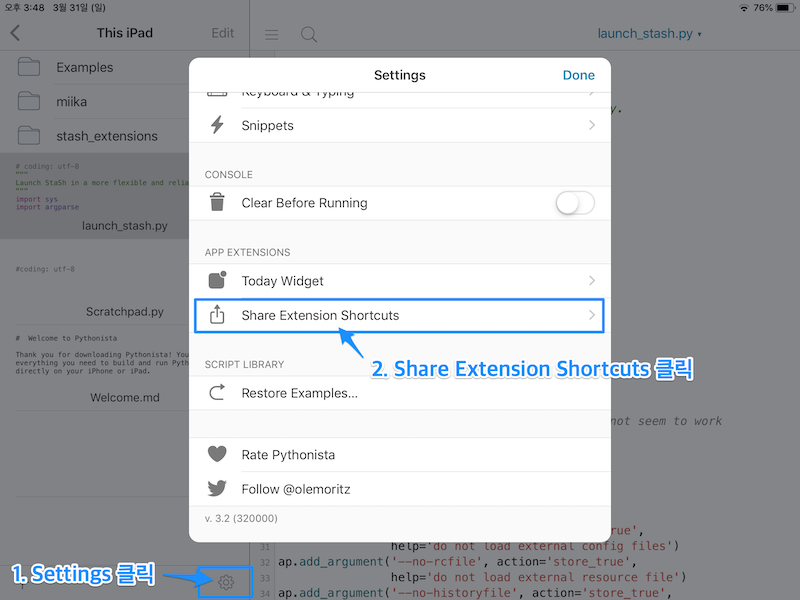 오후 3:48 3월 31일 (일)
76%
This iPad
Edit
launch_stash.py
Examples
miika
stash_extensions
# coding: utf-8
"""
Launch StaSh in a more flexible and relia
"""
import sys
import argparse
launch_stash.py
#coding: utf-8
Scratchpad.py
# Welcome to Pythonista
Thank you for downloading Pythonista! You
everything you need to build and run Pyth
directly on your iPhone or iPad.
Welcome.md
Settings
Done
Keyboard & Typing
Snippets
CONSOLE
Clear Before Running
APP EXTENSIONS
Today Widget
Share Extension Shortcuts
2. Share Extension Shortcuts 클릭
SCRIPT LIBRARY
Restore Examples...
Rate Pythonista
Follow @olemoritz
v. 3.2 (320000)
y.
not seem to work
rue',
31 help='do not load external config files')
32 ap.add_argument('--no-rcfile', action='store_true',
33 help='do not load external resource file')
34 ap.add_argument('--no-historyfile', action='store_true',
1. Settings 클릭